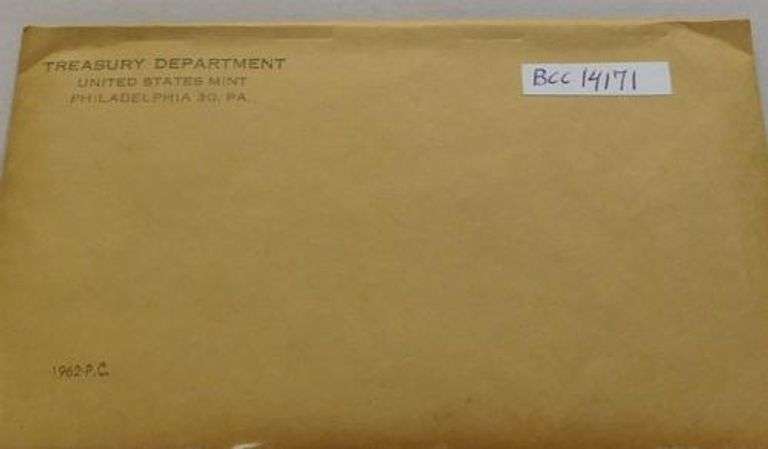 TREASURY DEPARTMENT
UNITED STATES MINT
PHILADELPHIA 30, PA.
BCC 14171
1962-P.C.